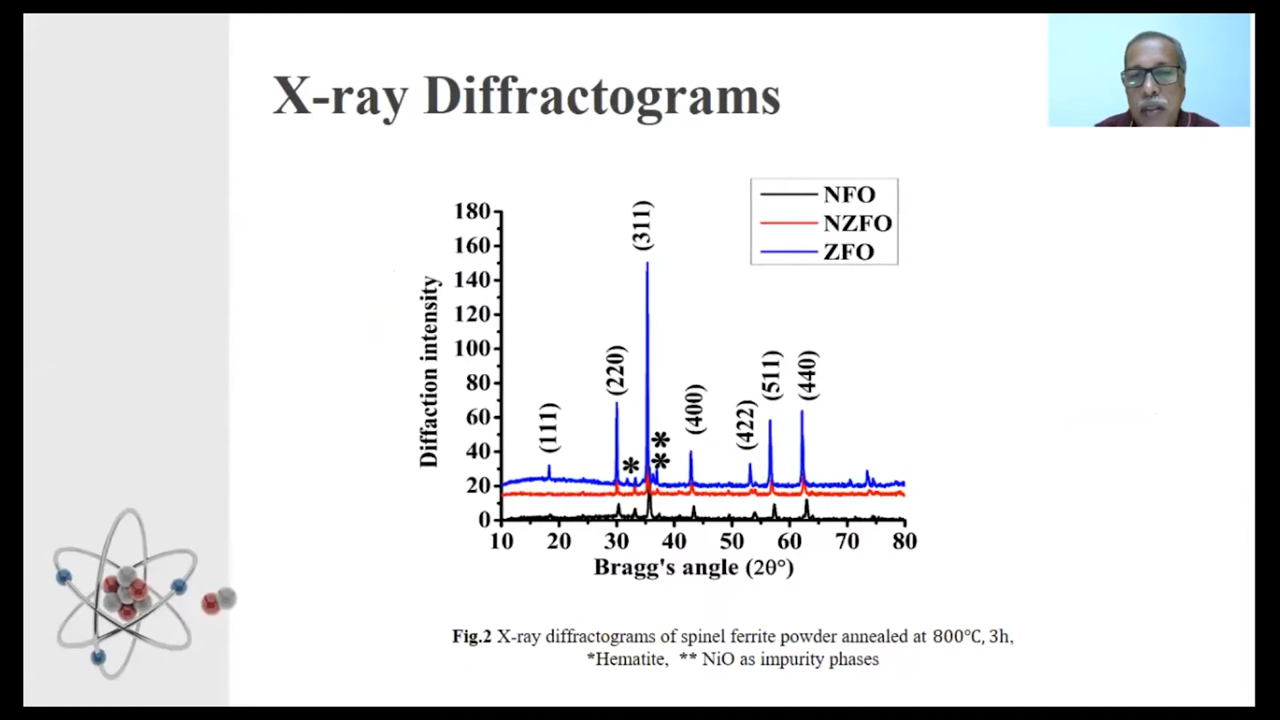 X-ray Diffractograms
NFO
NZFO
ZFO
Diffaction intensity
180
160
140
120
100
80
60
40
20
0
(111)
(220)
*
(311)
**
(400)
(422)
(511)
(440)
10 20 30 40 50 60 70 80
Bragg's angle (2θ°)
Fig.2 X-ray diffractograms of spinel ferrite powder annealed at 800℃, 3h,
*Hematite, ** NiO as impurity phases